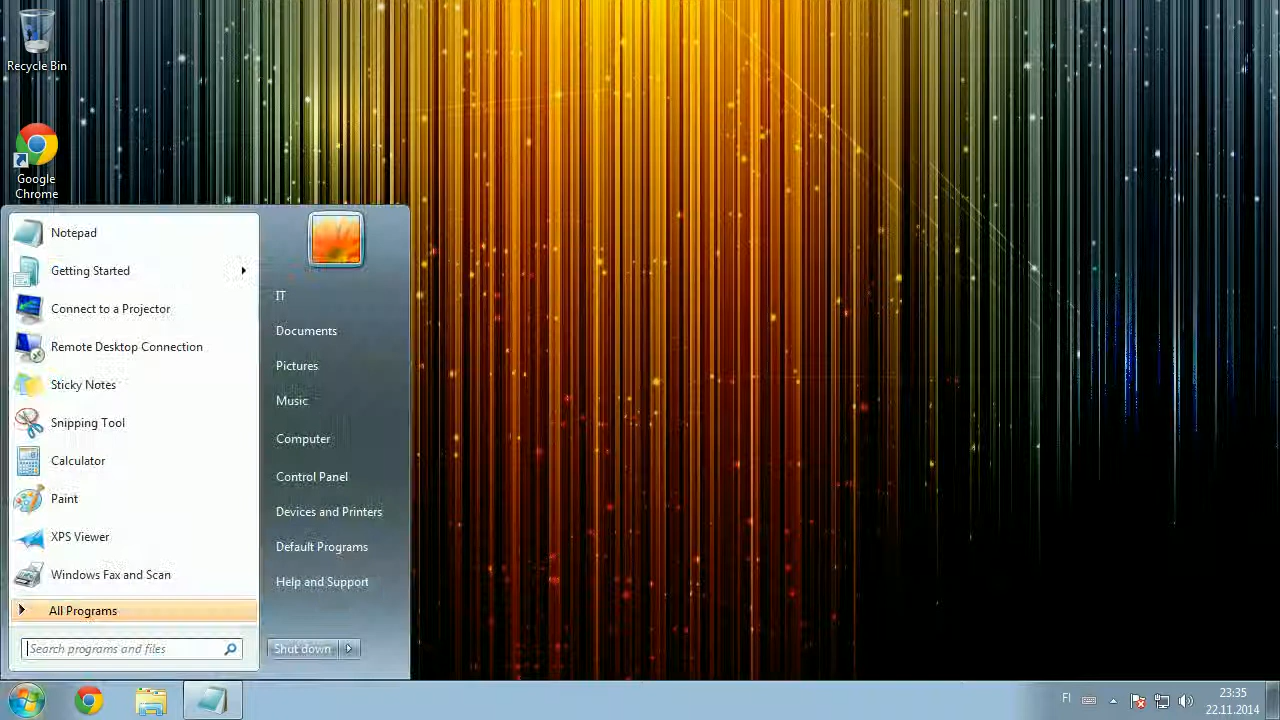 Recycle Bin
Google
Chrome
Notepad
Getting Started
Connect to a Projector
Remote Desktop Connection
Sticky Notes
Snipping Tool
Calculator
Paint
XPS Viewer
Windows Fax and Scan
All Programs
Search programs and files
IT
Documents
Pictures
Music
Computer
Control Panel
Devices and Printers
Default Programs
Help and Support
Shut down
FI
23:35
22.11.2014